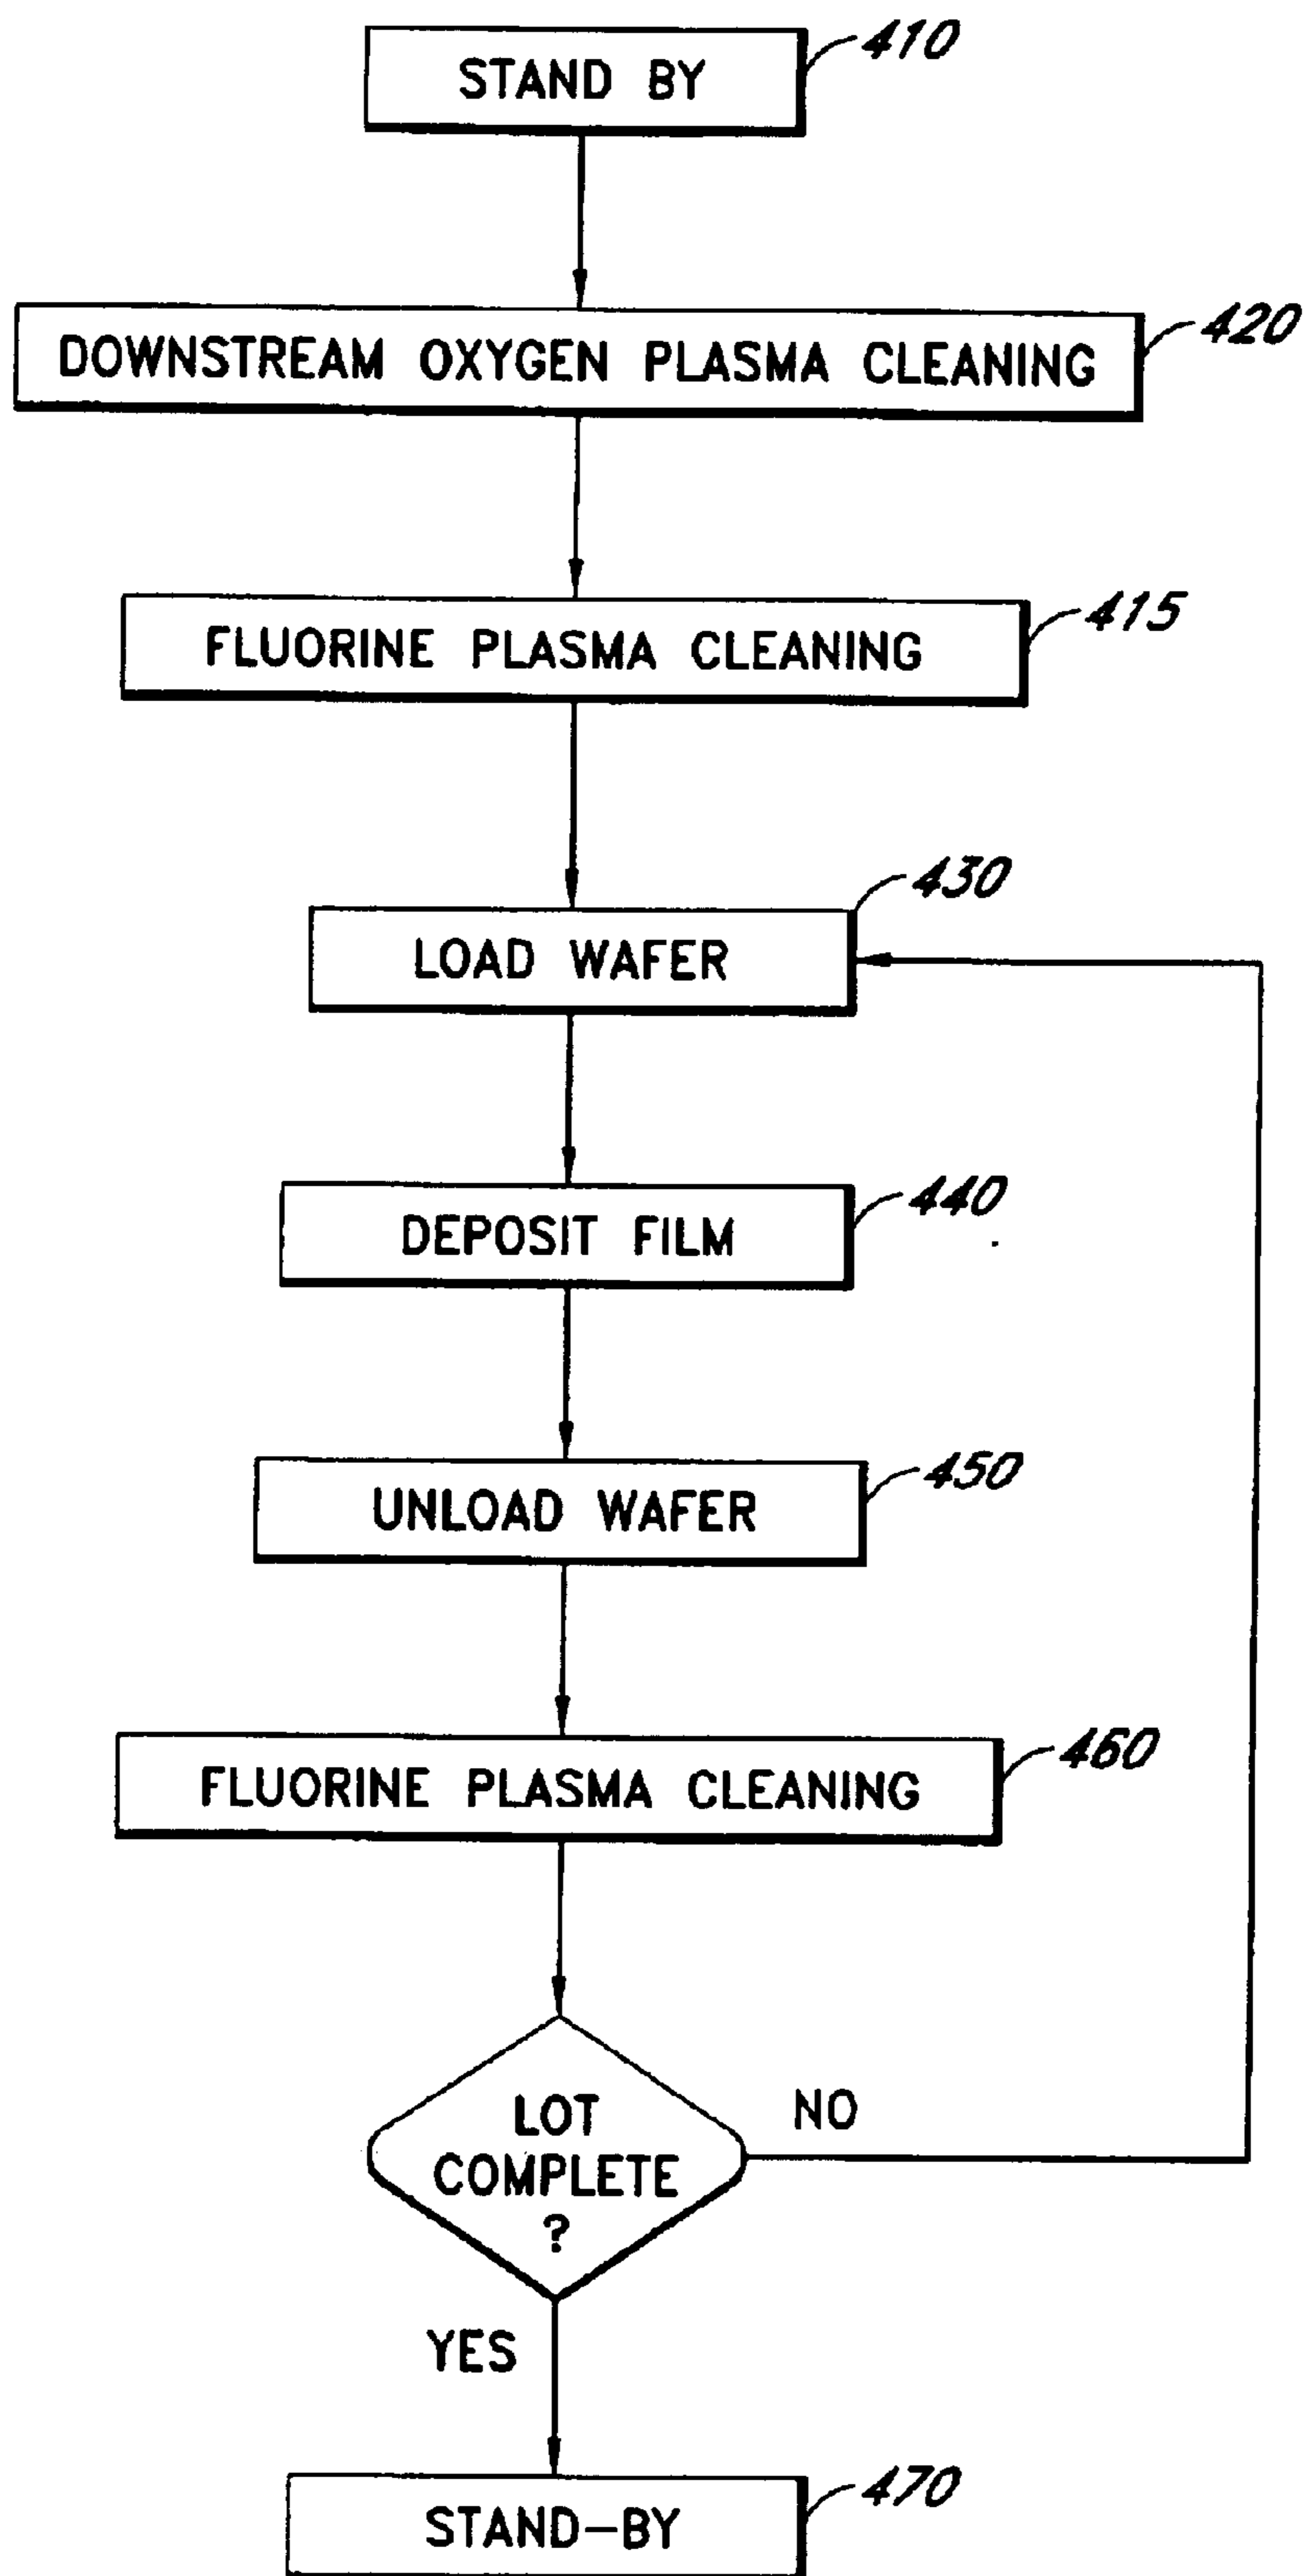 410
STAND BY
420
DOWNSTREAM OXYGEN PLASMA CLEANING
415
FLUORINE PLASMA CLEANING
430
LOAD WAFER
440
DEPOSIT FILM
450
UNLOAD WAFER
460
FLUORINE PLASMA CLEANING
LOT
COMPLETE
?
NO
YES
470
STAND-BY